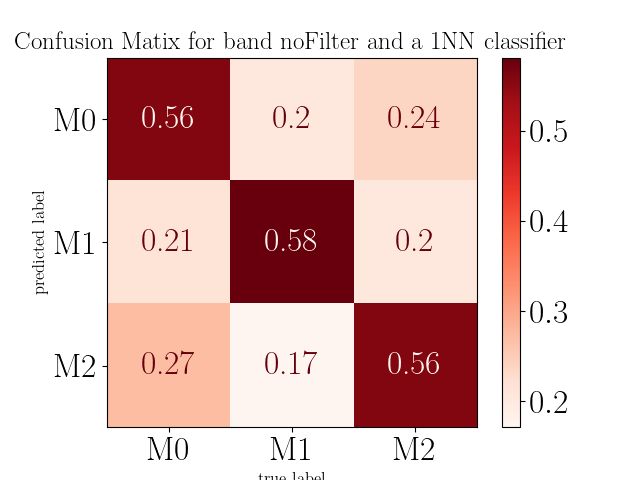 Confusion Matix for band noFilter and a 1NN classifier
M0 0.56 0.2 0.24
M1 0.21 0.58 0.2
M2 0.27 0.17 0.56
M0 M1 M2
predicted label
true label
0.5
0.4
0.3
0.2